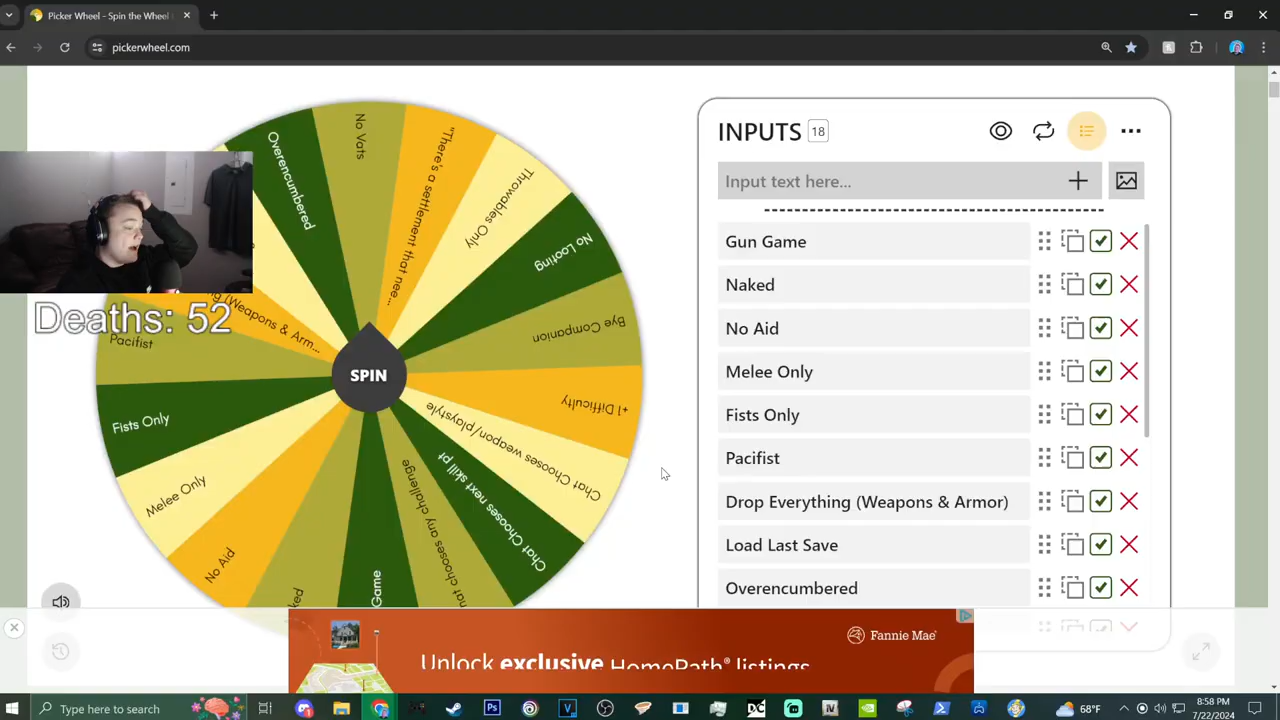 Picker Wheel - Spin the Wheel
pickerwheel.com
INPUTS 18
Input text here...
Gun Game
Naked
No Aid
Melee Only
Fists Only
Pacifist
Drop Everything (Weapons & Armor)
Load Last Save
Overencumbered
Overencumbered
No Vats
"There's a settlement that nee...
Throwables Only
No Looting
Bye Companion
+1 Difficulty
Chat Chooses weapon/playstyle
Chat Chooses next skill pt
hat chooses any challenge
Game
ked
No Aid
Melee Only
Fists Only
Pacifist
ng (Weapons & Arm...
SPIN
Deaths: 52
Unlock exclusive HomePath® listings
Fannie Mae®
Type here to search
68°F
8:58 PM
7/22/2024